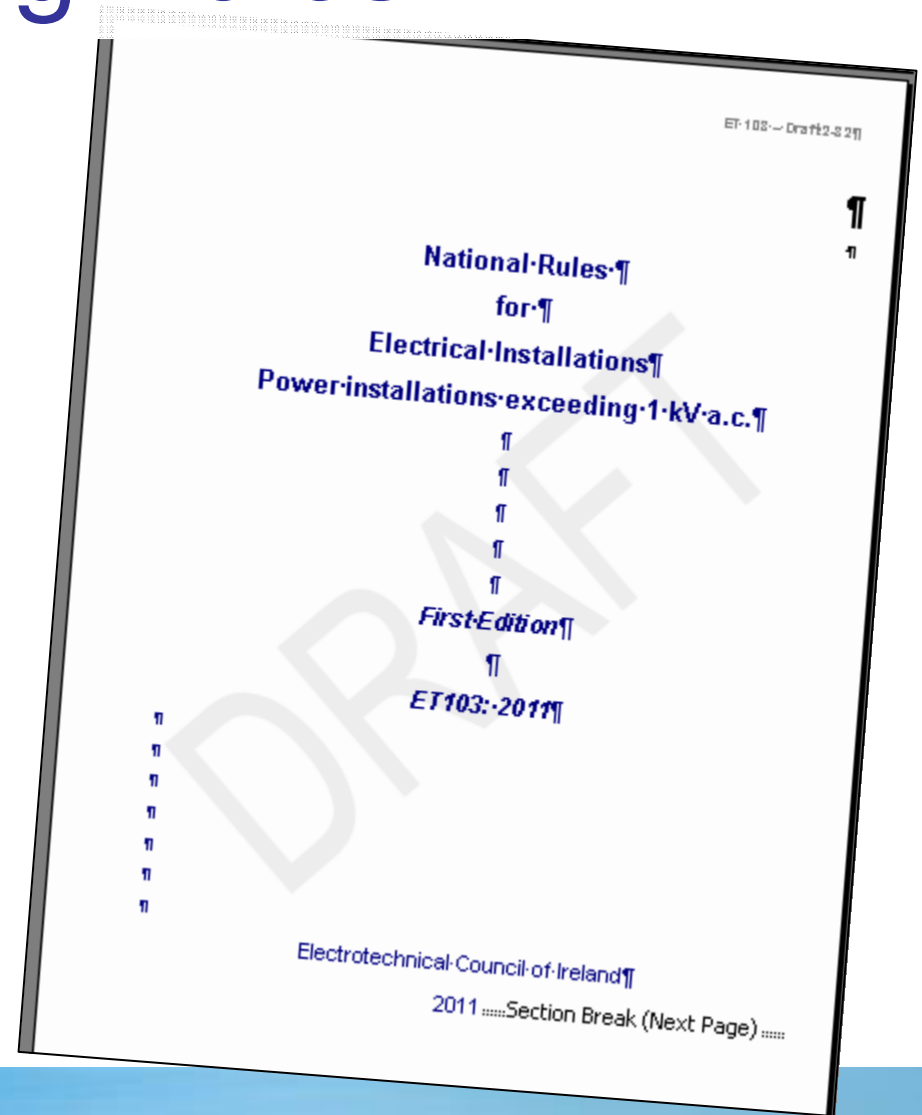 ET·103·–·Draft2-82¶
¶
¶
National·Rules·¶
for·¶
Electrical·Installations¶
Power·installations·exceeding·1·kV·a.c.¶
¶
¶
¶
¶
¶
First·Edition¶
¶
ET103:·2011¶
¶
¶
¶
¶
¶
¶
¶
DRAFT
Electrotechnical·Council·of·Ireland¶
2011 ......Section Break (Next Page)......